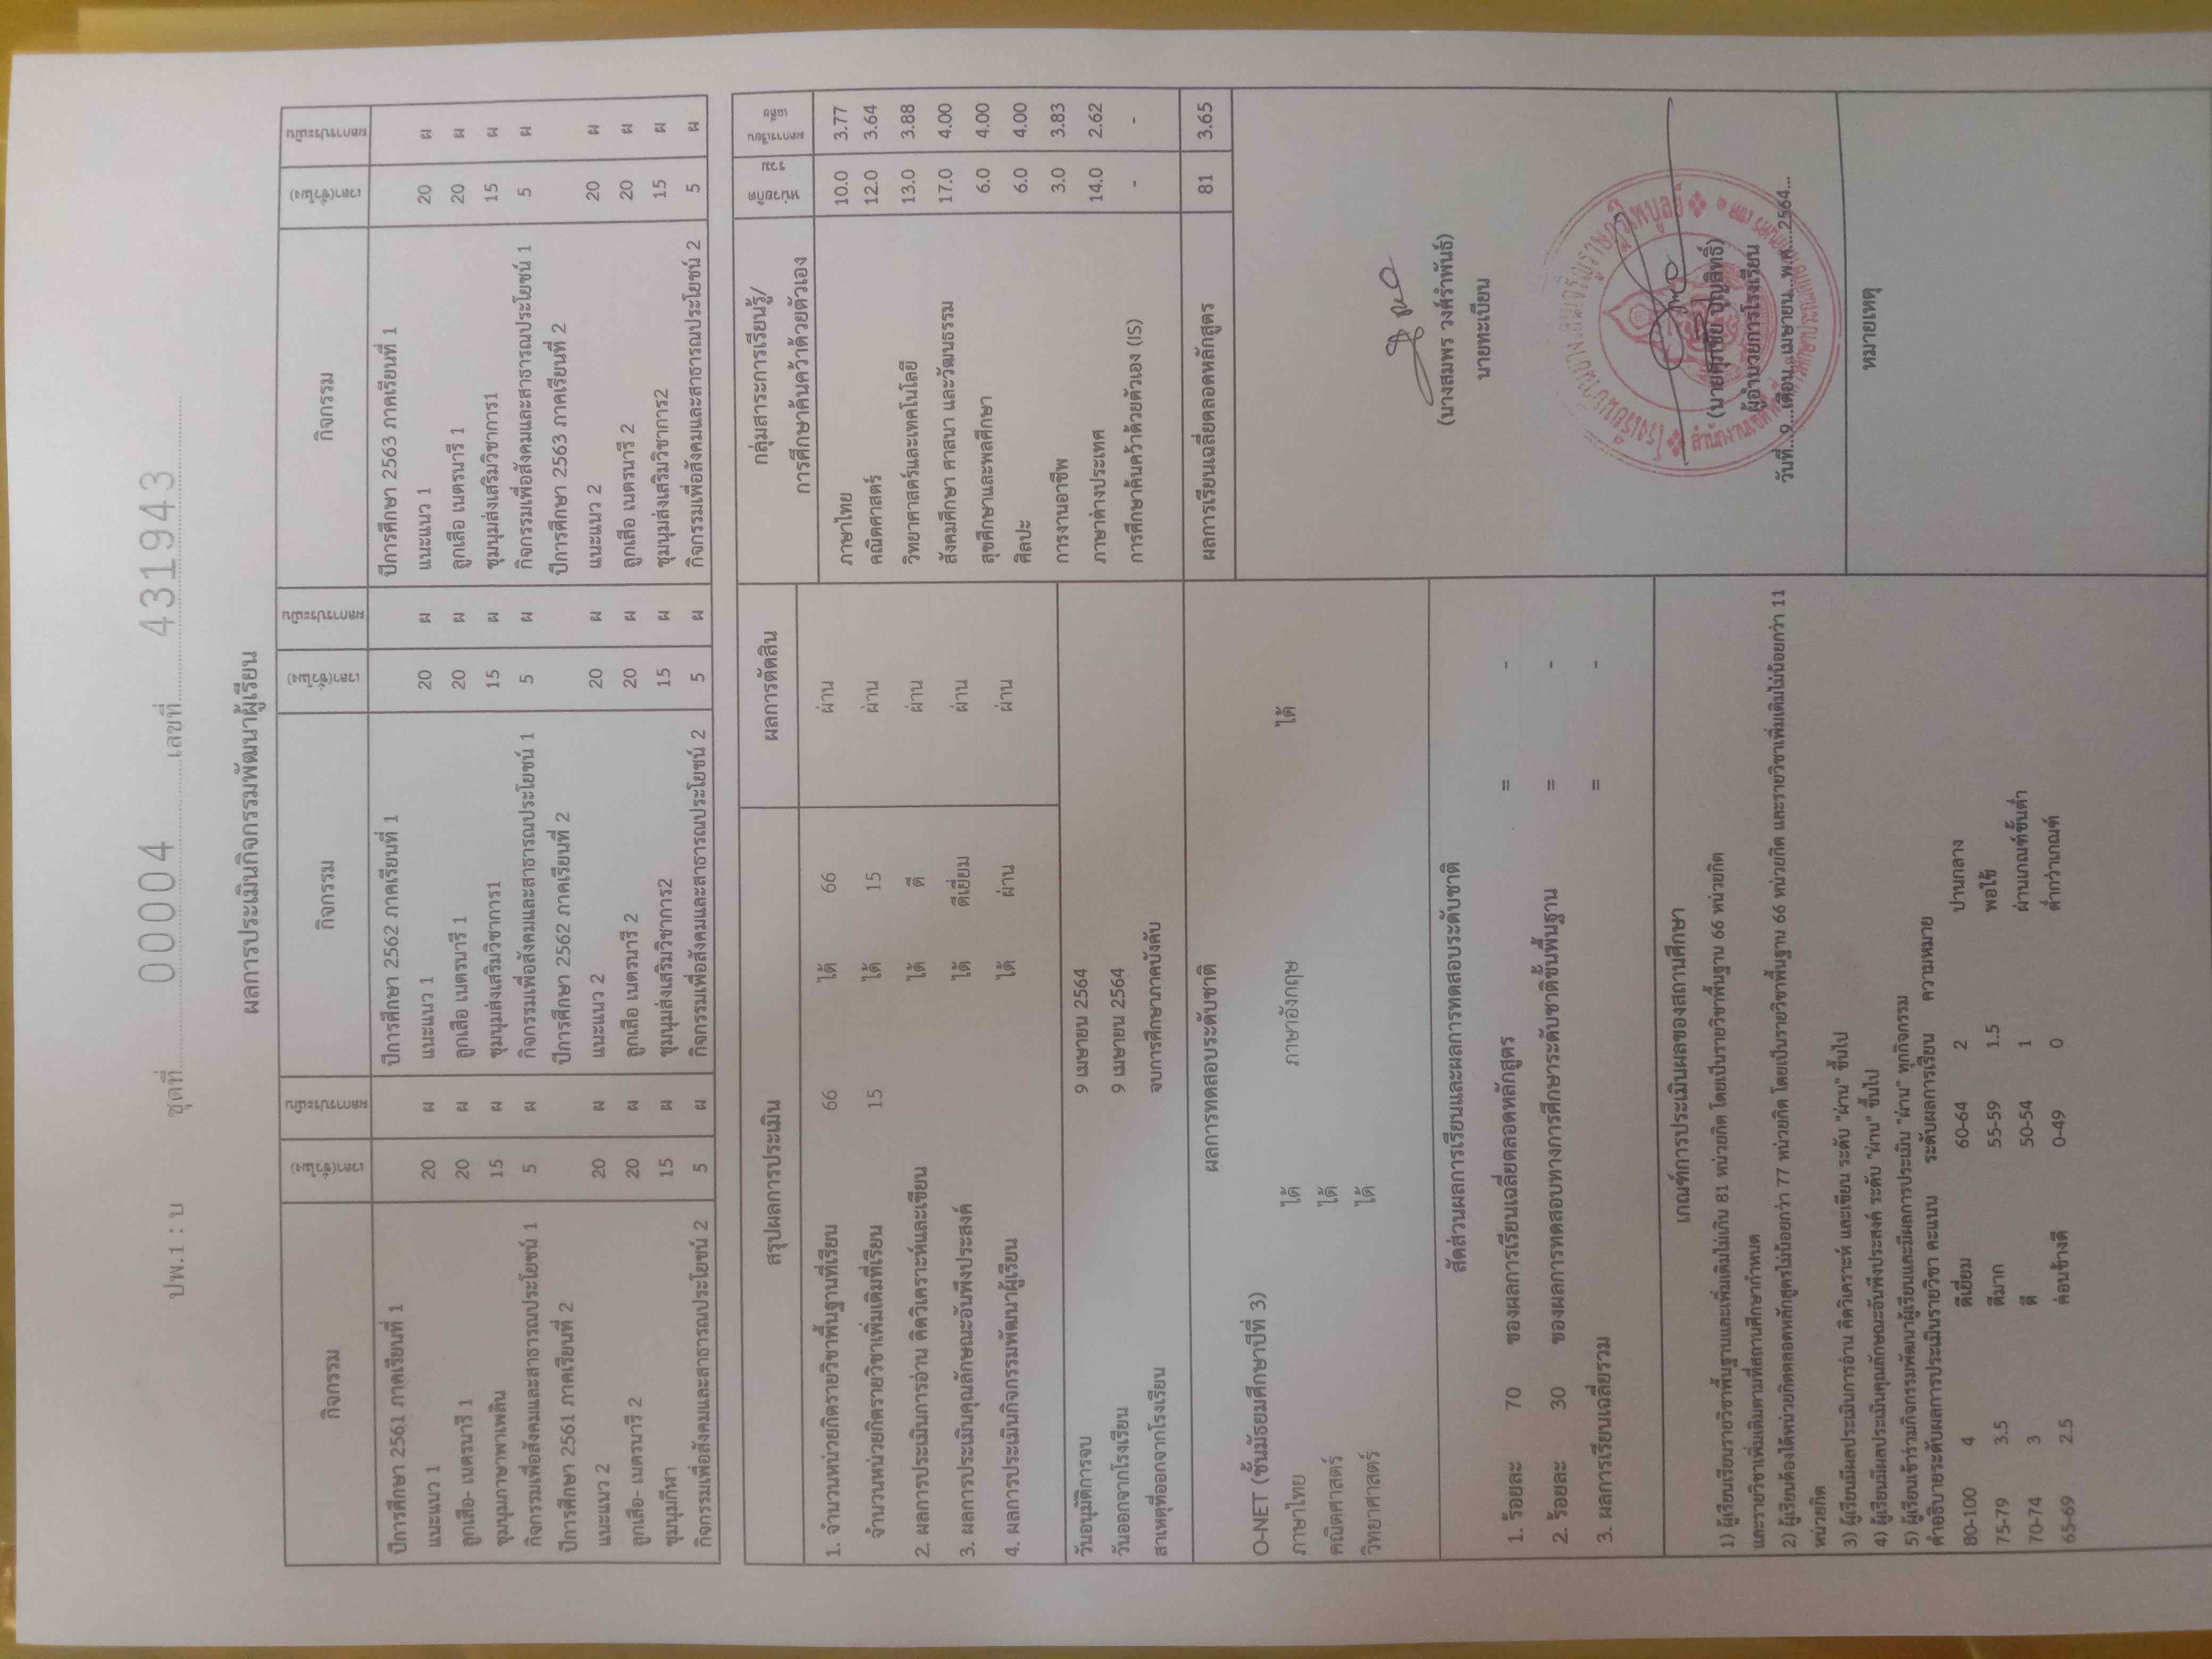 ปพ.1 : บ ชุดที่ 00004 เลขที่ 431943
ผลการประเมินกิจกรรมพัฒนาผู้เรียน
กิจกรรม เวลา(ชั่วโมง) ผลการประเมิน กิจกรรม เวลา(ชั่วโมง) ผลการประเมิน กิจกรรม เวลา(ชั่วโมง) ผลการประเมิน
ปีการศึกษา 2561 ภาคเรียนที่ 1 ปีการศึกษา 2562 ภาคเรียนที่ 1 ปีการศึกษา 2563 ภาคเรียนที่ 1
แนะแนว 1 20 ผ แนะแนว 1 20 ผ แนะแนว 1 20 ผ
ลูกเสือ- เนตรนารี 1 20 ผ ลูกเสือ เนตรนารี 1 20 ผ ลูกเสือ เนตรนารี 1 20 ผ
ชุมนุมภาษาพาเพลิน 15 ผ ชุมนุมส่งเสริมวิชาการ1 15 ผ ชุมนุมส่งเสริมวิชาการ1 15 ผ
กิจกรรมเพื่อสังคมและสาธารณประโยชน์ 1 5 ผ กิจกรรมเพื่อสังคมและสาธารณประโยชน์ 1 5 ผ กิจกรรมเพื่อสังคมและสาธารณประโยชน์ 1 5 ผ
ปีการศึกษา 2561 ภาคเรียนที่ 2 ปีการศึกษา 2562 ภาคเรียนที่ 2 ปีการศึกษา 2563 ภาคเรียนที่ 2
แนะแนว 2 20 ผ แนะแนว 2 20 ผ แนะแนว 2 20 ผ
ลูกเสือ- เนตรนารี 2 20 ผ ลูกเสือ เนตรนารี 2 20 ผ ลูกเสือ เนตรนารี 2 20 ผ
ชุมนุมกีฬา 15 ผ ชุมนุมส่งเสริมวิชาการ2 15 ผ ชุมนุมส่งเสริมวิชาการ2 15 ผ
กิจกรรมเพื่อสังคมและสาธารณประโยชน์ 2 5 ผ กิจกรรมเพื่อสังคมและสาธารณประโยชน์ 2 5 ผ กิจกรรมเพื่อสังคมและสาธารณประโยชน์ 2 5 ผ
สรุปผลการประเมิน ผลการตัดสิน
1. จำนวนหน่วยกิตรายวิชาพื้นฐานที่เรียน 66 ได้ 66 ผ่าน
จำนวนหน่วยกิตรายวิชาเพิ่มเติมที่เรียน 15 ได้ 15 ผ่าน
2. ผลการประเมินการอ่าน คิดวิเคราะห์และเขียน ได้ ดี ผ่าน
3. ผลการประเมินคุณลักษณะอันพึงประสงค์ ได้ ดีเยี่ยม ผ่าน
4. ผลการประเมินกิจกรรมพัฒนาผู้เรียน ได้ ผ่าน ผ่าน
วันอนุมัติการจบ 9 เมษายน 2564
วันออกจากโรงเรียน 9 เมษายน 2564
สาเหตุที่ออกจากโรงเรียน จบการศึกษาภาคบังคับ
ผลการทดสอบระดับชาติ
O-NET (ชั้นมัธยมศึกษาปีที่ 3)
ภาษาไทย ได้ ภาษาอังกฤษ ได้
คณิตศาสตร์ ได้
วิทยาศาสตร์ ได้
สัดส่วนผลการเรียนและผลการทดสอบระดับชาติ
1. ร้อยละ 70 ของผลการเรียนเฉลี่ยตลอดหลักสูตร = -
2. ร้อยละ 30 ของผลการทดสอบทางการศึกษาระดับชาติขั้นพื้นฐาน = -
3. ผลการเรียนเฉลี่ยรวม = -
เกณฑ์การประเมินผลของสถานศึกษา
1) ผู้เรียนเรียนรายวิชาพื้นฐานและเพิ่มเติมไม่เกิน 81 หน่วยกิต โดยเป็นรายวิชาพื้นฐาน 66 หน่วยกิต
และรายวิชาเพิ่มเติมตามที่สถานศึกษากำหนด
2) ผู้เรียนต้องได้หน่วยกิตตลอดหลักสูตรไม่น้อยกว่า 77 หน่วยกิต โดยเป็นรายวิชาพื้นฐาน 66 หน่วยกิต และรายวิชาเพิ่มเติมไม่น้อยกว่า 11
หน่วยกิต
3) ผู้เรียนมีผลประเมินการอ่าน คิดวิเคราะห์ และเขียน ระดับ "ผ่าน" ขึ้นไป
4) ผู้เรียนมีผลประเมินคุณลักษณะอันพึงประสงค์ ระดับ "ผ่าน" ขึ้นไป
5) ผู้เรียนเข้าร่วมกิจกรรมพัฒนาผู้เรียนและมีผลการประเมิน "ผ่าน" ทุกกิจกรรม
คำอธิบายระดับผลการประเมินรายวิชา คะแนน ระดับผลการเรียน ความหมาย
80-100 4 ดีเยี่ยม 60-64 2 ปานกลาง
75-79 3.5 ดีมาก 55-59 1.5 พอใช้
70-74 3 ดี 50-54 1 ผ่านเกณฑ์ขั้นต่ำ
65-69 2.5 ค่อนข้างดี 0-49 0 ต่ำกว่าเกณฑ์
กลุ่มสาระการเรียนรู้/
การศึกษาค้นคว้าด้วยตัวเอง
หน่วยกิต รวม
ผลการเรียน เฉลี่ย
ภาษาไทย 10.0 3.77
คณิตศาสตร์ 12.0 3.64
วิทยาศาสตร์และเทคโนโลยี 13.0 3.88
สังคมศึกษา ศาสนา และวัฒนธรรม 17.0 4.00
สุขศึกษาและพลศึกษา 6.0 4.00
ศิลปะ 6.0 4.00
การงานอาชีพ 3.0 3.83
ภาษาต่างประเทศ 14.0 2.62
การศึกษาค้นคว้าด้วยตัวเอง (IS) - -
ผลการเรียนเฉลี่ยตลอดหลักสูตร 81 3.65
(นางสมพร วงศ์รำพันธ์)
นายทะเบียน
(นายศุวชัย บุญสิทธิ์)
ผู้อำนวยการโรงเรียน
วันที่...9...เดือน...เมษายน...พ.ศ....2564...
หมายเหตุ